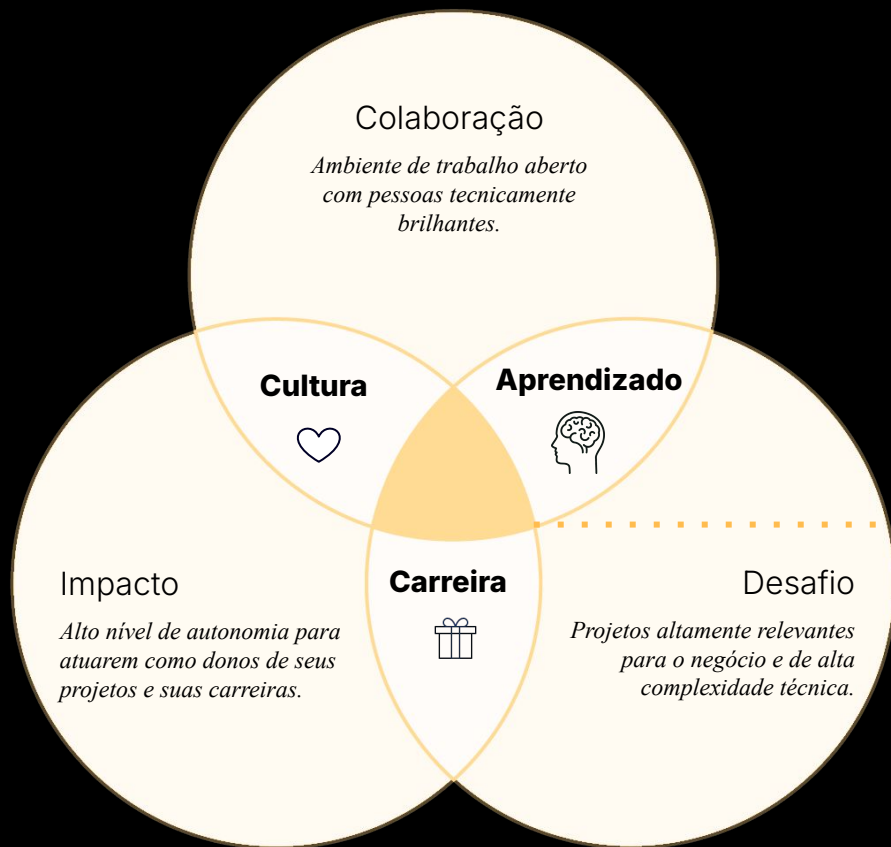 Colaboração
Ambiente de trabalho aberto
com pessoas tecnicamente
brilhantes.
Cultura
Aprendizado
Impacto
Alto nível de autonomia para
atuarem como donos de seus
projetos e suas carreiras.
Carreira
Desafio
Projetos altamente relevantes
para o negócio e de alta
complexidade técnica.